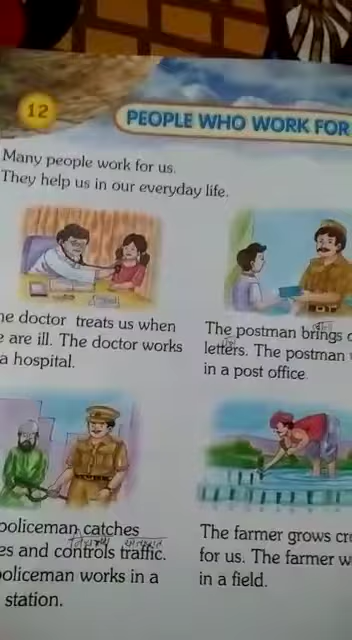 12
PEOPLE WHO WORK FOR
Many people work for us.
They help us in our everyday life.
he doctor treats us when
are ill. The doctor works
a hospital.
The postman brings
letters. The postman
in a post office.
policeman catches
es and controls traffic.
policeman works in a
station.
The farmer grows cr
for us. The farmer w
in a field.